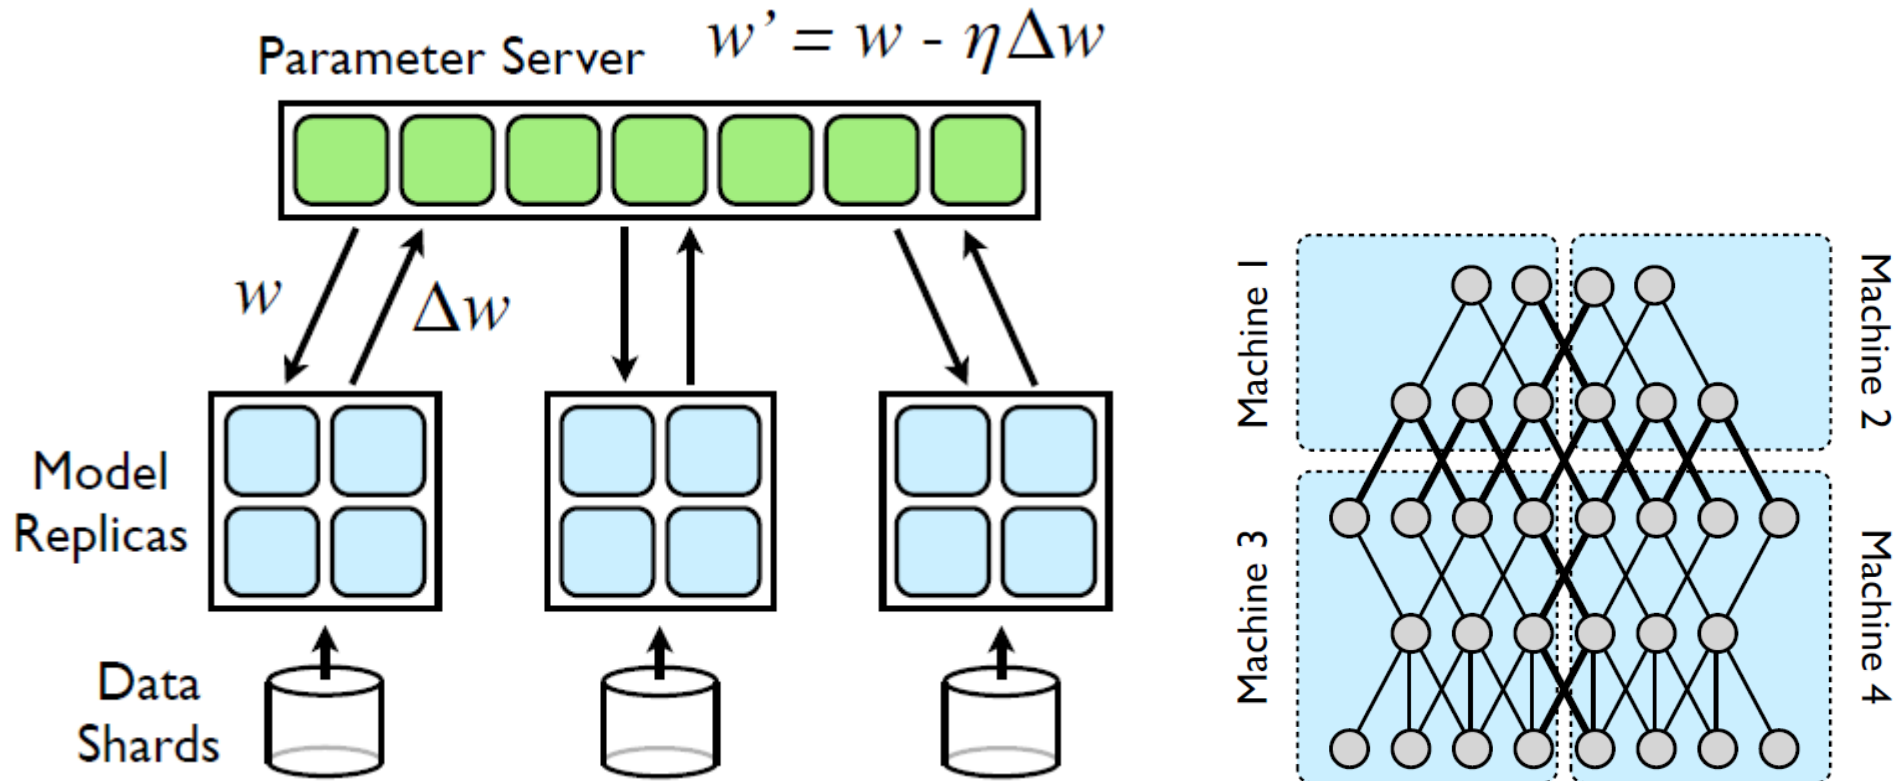 Parameter Server
w’ = w - ηΔw
w
Δw
Model
Replicas
Data
Shards
Machine 1
Machine 2
Machine 3
Machine 4